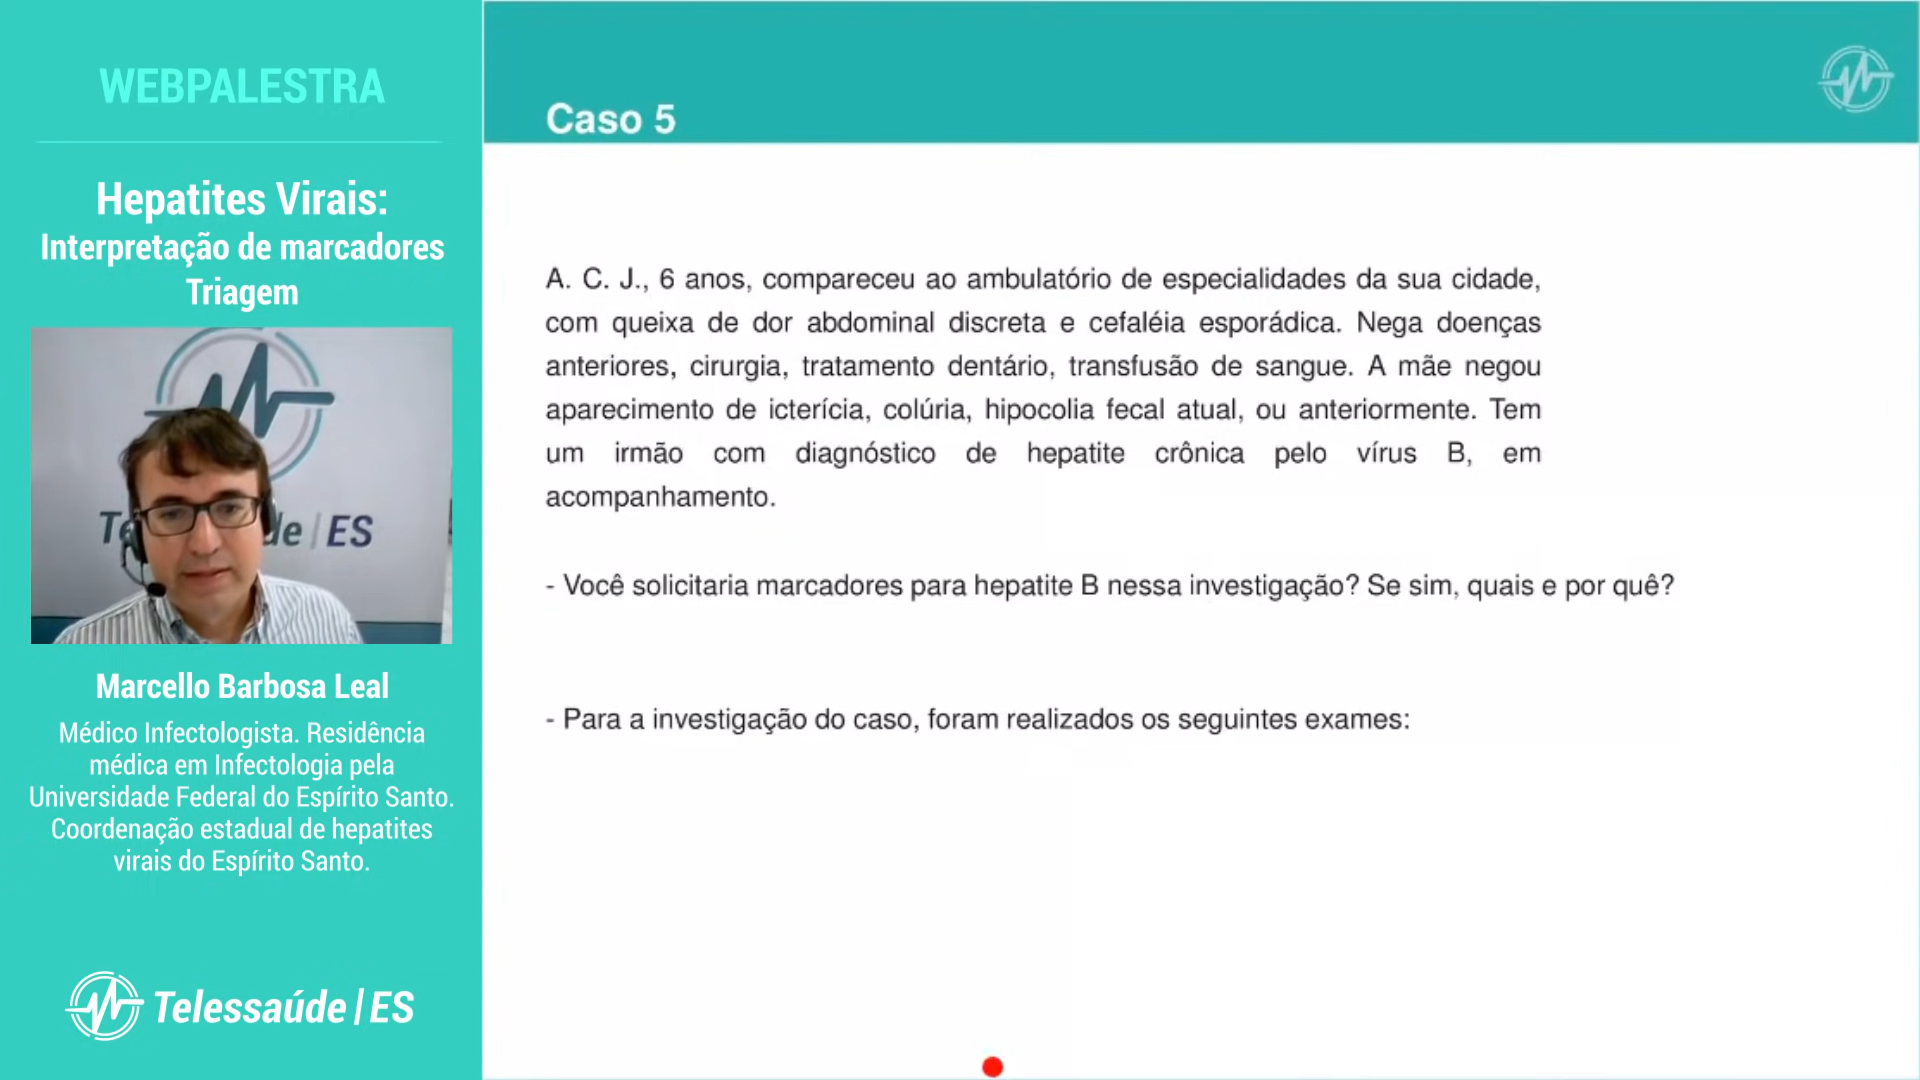 WEBPALESTRA
Hepatites Virais:
Interpretação de marcadores
Triagem
Telessaúde|ES
Marcello Barbosa Leal
Médico Infectologista. Residência
médica em Infectologia pela
Universidade Federal do Espírito Santo.
Coordenação estadual de hepatites
virais do Espírito Santo.
Telessaúde|ES
Caso 5
A. C. J., 6 anos, compareceu ao ambulatório de especialidades da sua cidade,
com queixa de dor abdominal discreta e cefaléia esporádica. Nega doenças
anteriores, cirurgia, tratamento dentário, transfusão de sangue. A mãe negou
aparecimento de icterícia, colúria, hipocolia fecal atual, ou anteriormente. Tem
um irmão com diagnóstico de hepatite crônica pelo vírus B, em
acompanhamento.
- Você solicitaria marcadores para hepatite B nessa investigação? Se sim, quais e por quê?
- Para a investigação do caso, foram realizados os seguintes exames: